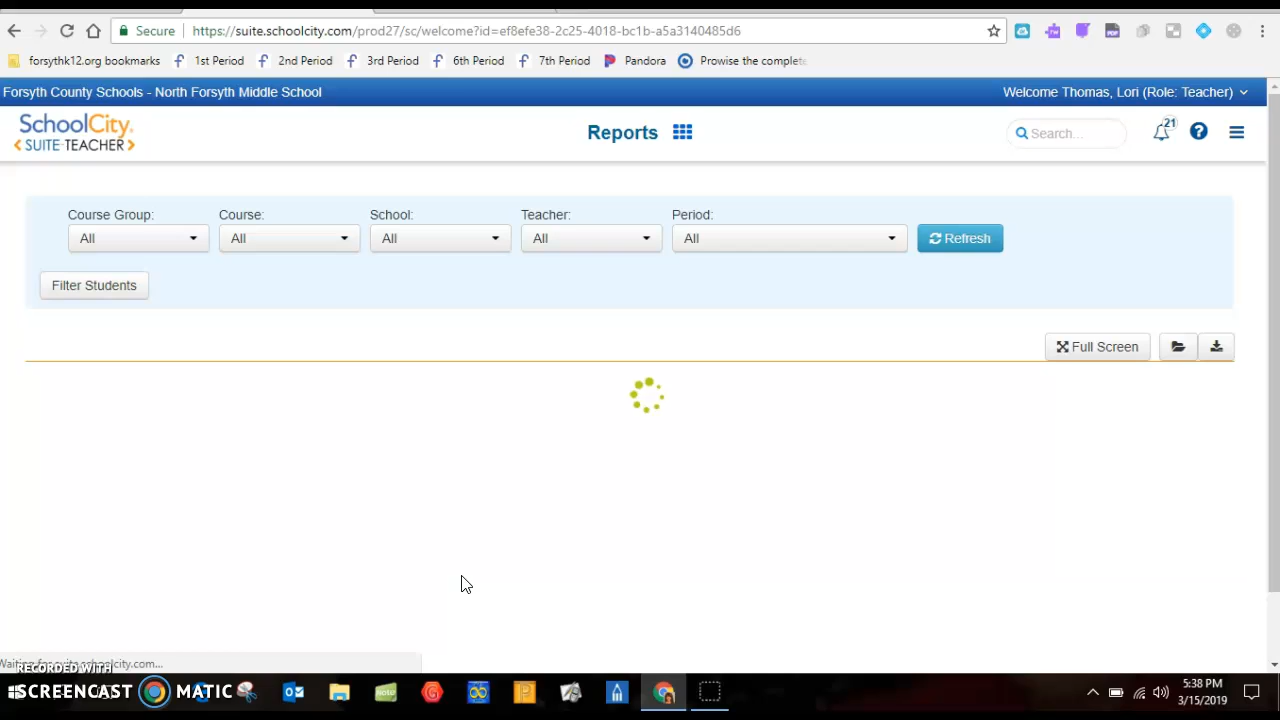 Secure https://suite.schoolcity.com/prod27/sc/welcome?id=ef8efe38-2c25-4018-bc1b-a5a3140485d6
forsythk12.org bookmarks 1st Period 2nd Period 3rd Period 6th Period 7th Period Pandora Prowise the complete
Forsyth County Schools - North Forsyth Middle School Welcome Thomas, Lori (Role: Teacher)
SchoolCity Reports Search... 21
SUITE TEACHER
Course Group: Course: School: Teacher: Period:
All All All All All Refresh
Filter Students
Full Screen
RECORDED WITH
SCREENCAST MATIC
5:38 PM
3/15/2019